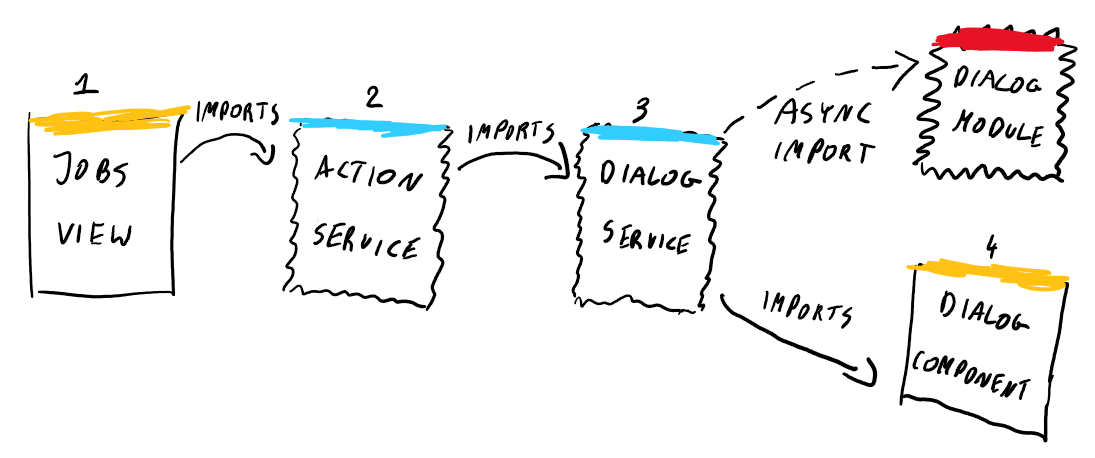 1
JOBS
VIEW
IMPORTS
2
ACTION
SERVICE
IMPORTS
3
DIALOG
SERVICE
ASYNC
IMPORT
DIALOG
MODULE
IMPORTS
4
DIALOG
COMPONENT